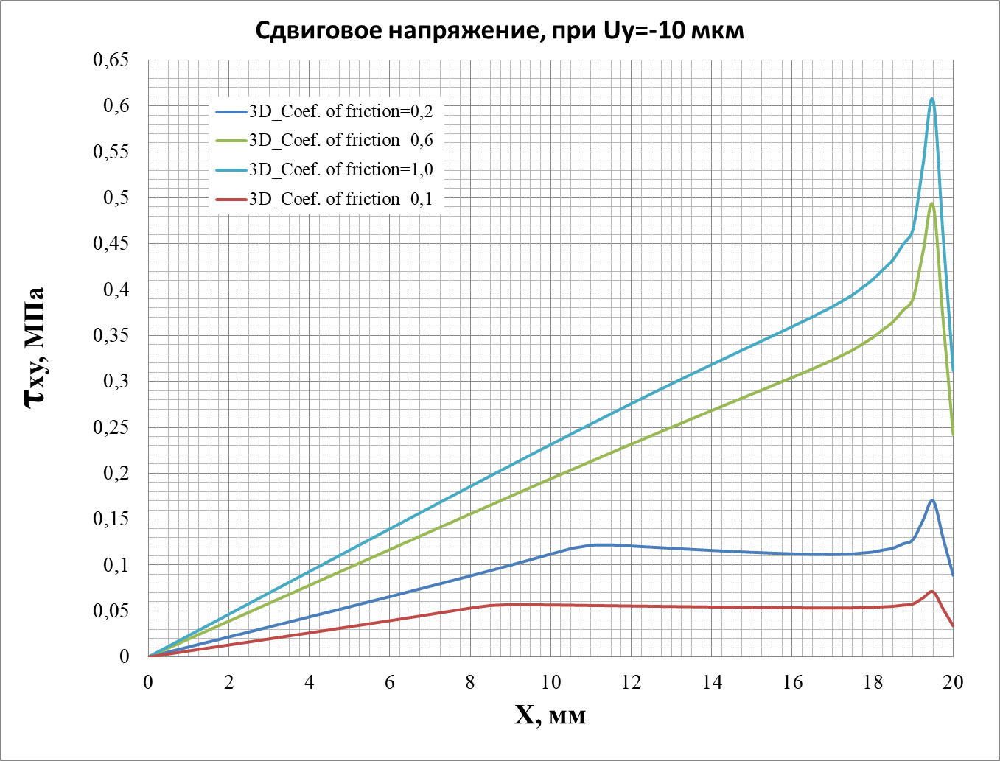 Сдвиговое напряжение, при Uy=-10 мкм
0,65
0,6
0,55
0,5
0,45
0,4
0,35
0,3
0,25
0,2
0,15
0,1
0,05
0
3D_Coef. of friction=0,2
3D_Coef. of friction=0,6
3D_Coef. of friction=1,0
3D_Coef. of friction=0,1
τxy, МПа
0 2 4 6 8 10 12 14 16 18 20
X, мм